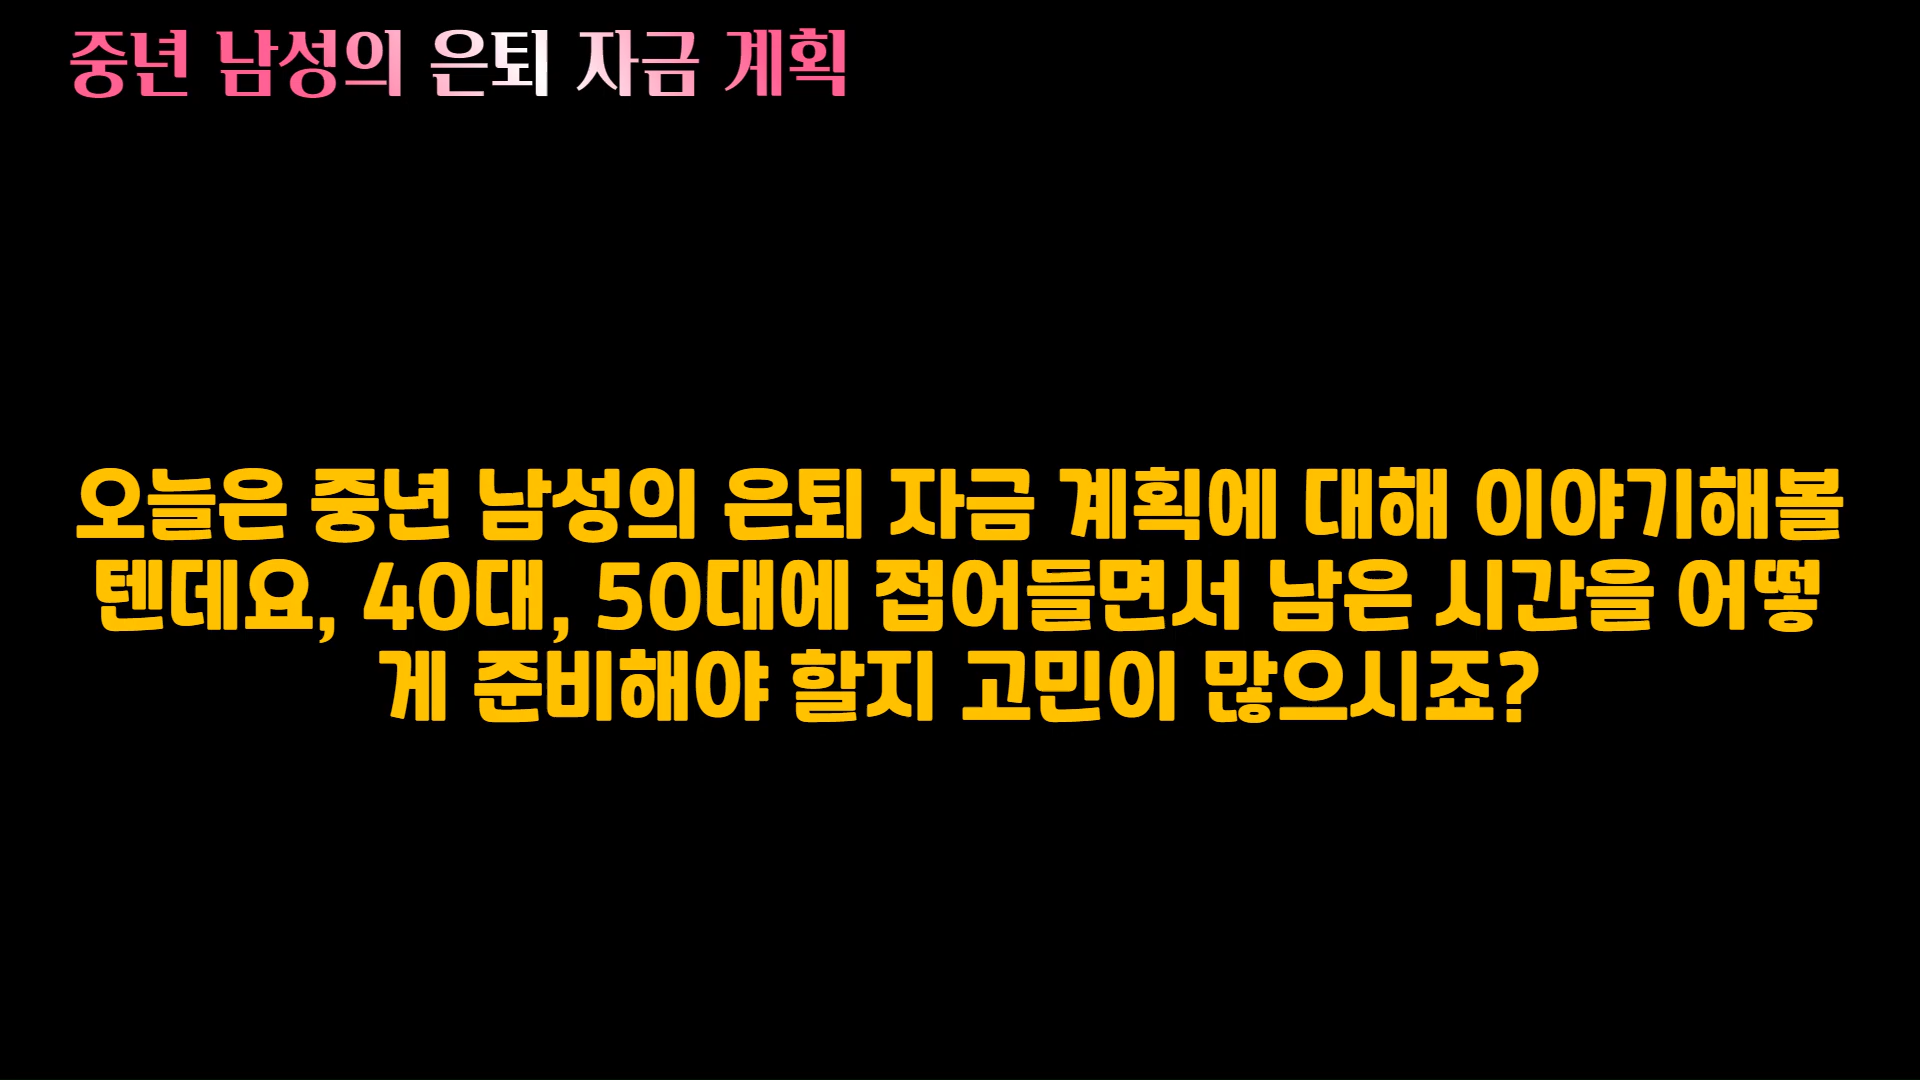 중년 남성의 은퇴 자금 계획
오늘은 중년 남성의 은퇴 자금 계획에 대해 이야기해볼
텐데요, 40대, 50대에 접어들면서 남은 시간을 어떻
게 준비해야 할지 고민이 많으시죠?